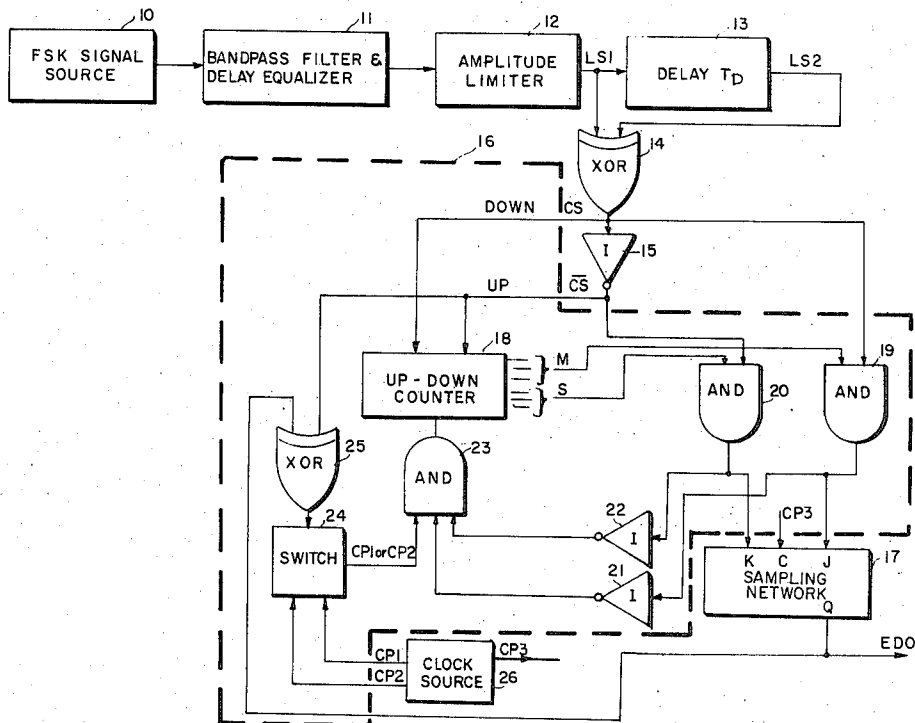 10
FSK SIGNAL
SOURCE
11
BANDPASS FILTER &
DELAY EQUALIZER
12
AMPLITUDE
LIMITER
LS1
13
DELAY TD
LS2
14
XOR
16
DOWN
CS
I
15
UP
C̅S̅
18
UP-DOWN
COUNTER
M
S
AND
20
AND
19
XOR
25
AND
23
24
SWITCH
CP1 or CP2
22
I
21
I
CP3
K C J
SAMPLING
NETWORK
Q
17
EDO
CP1
CP2
CLOCK
SOURCE
26
CP3